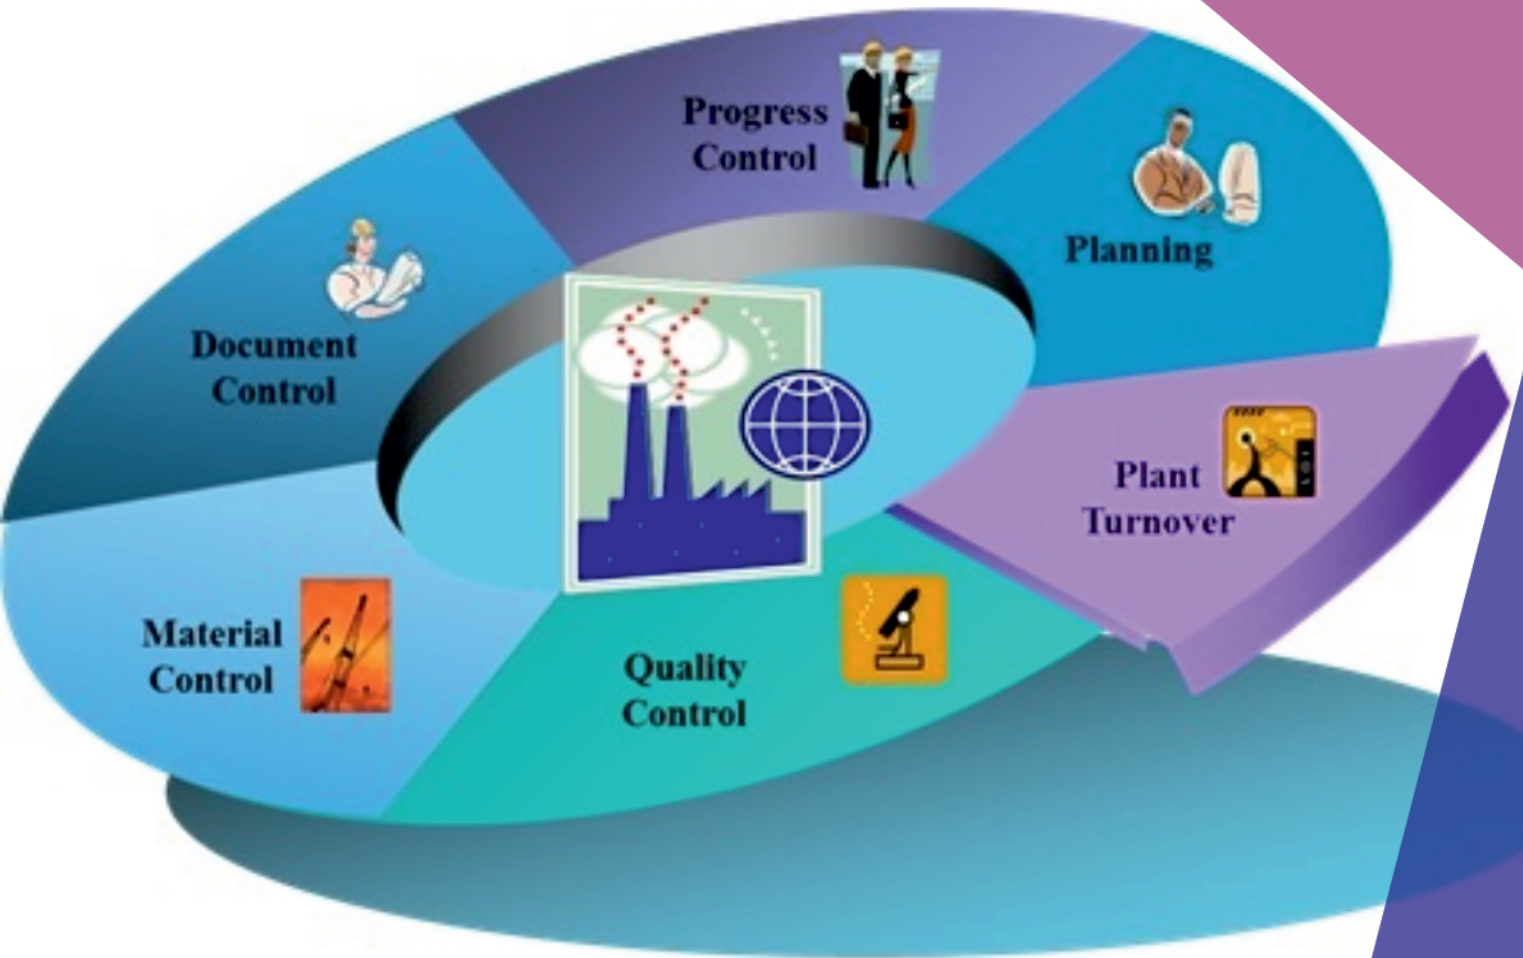 Progress
Control
Planning
Document
Control
Plant
Turnover
Material
Control
Quality
Control